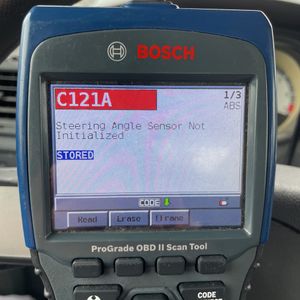 BOSCH
C121A
1/3
ABS
Steering Angle Sensor Not
Initialized
STORED
CODE
Read
Erase
ProGrade OBD II Scan Tool
CODE